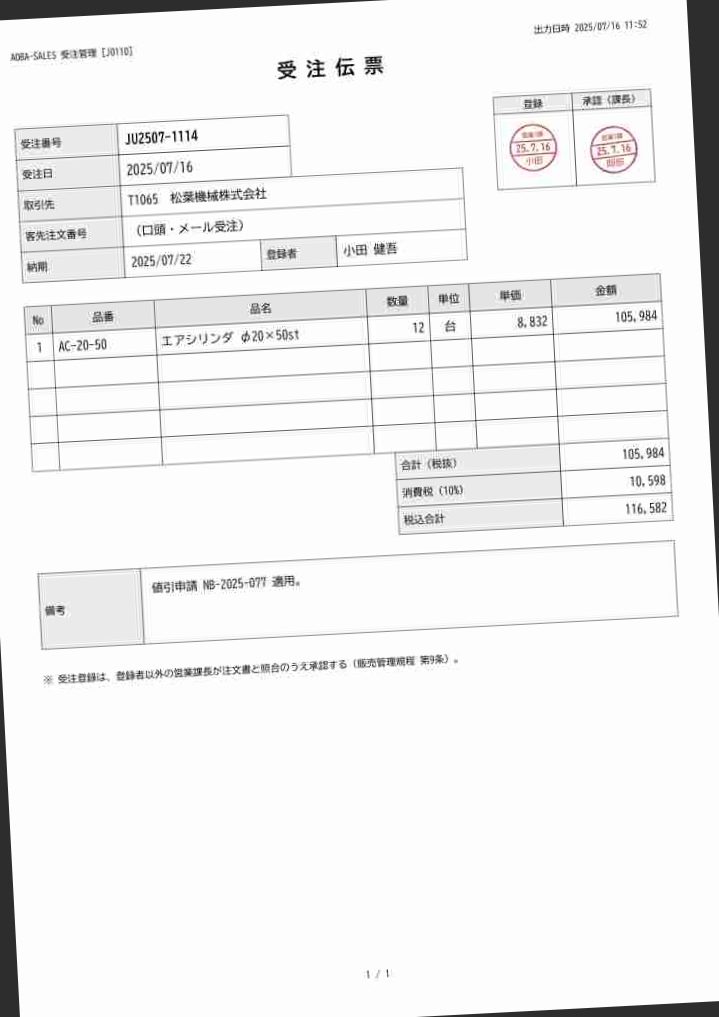 出力日時 2025/07/16 11:52
AOBA-SALES 受注管理 [J0110]
受注伝票
登録 承認（課長）
営業1課 25.7.16 小田
営業1課 25.7.16
受注番号 JU2507-1114
受注日 2025/07/16
取引先 T1065 松葉機械株式会社
客先注文番号 （口頭・メール受注）
納期 2025/07/22 登録者 小田 健吾
No 品番 品名 数量 単位 単価 金額
1 AC-20-50 エアシリンダ φ20×50st 12 台 8,832 105,984
合計（税抜） 105,984
消費税（10%） 10,598
税込合計 116,582
備考 値引申請 NB-2025-077 適用。
※ 受注登録は、登録者以外の営業課長が注文書と照合のうえ承認する（販売管理規程 第9条）。
1 / 1